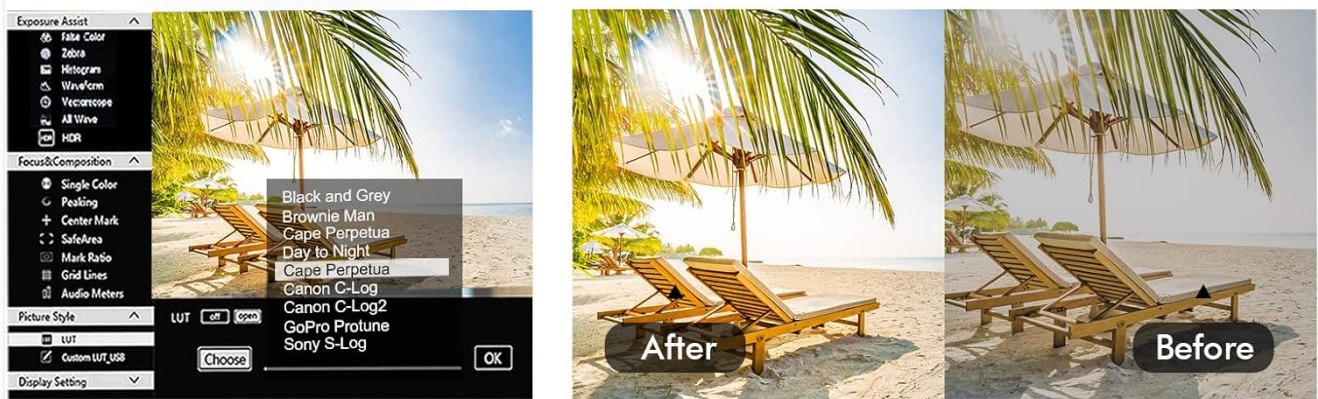 Exposure Assist
False Color
Zebra
Histogram
Waveform
Vectorscope
All Wave
HDR
HDR
Focus&Composition
Single Color
Peaking
Center Mark
SafeArea
Mark Ratio
Grid Lines
Audio Meters
Picture Style
LUT
Custom LUT_USB
Display Setting
Black and Grey
Brownie Man
Cape Perpetua
Day to Night
Cape Perpetua
Canon C-Log
Canon C-Log2
GoPro Protune
Sony S-Log
LUT off open
Choose
OK
After
Before